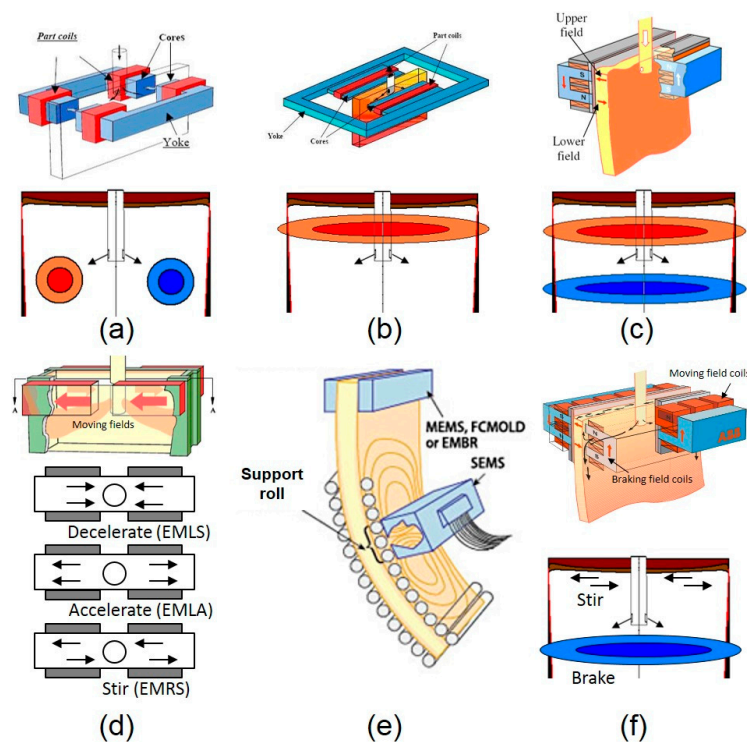 Part coils
Cores
Yoke
Part coils
Yoke
Cores
Upper
field
S
N
Lower
field
(a)
(b)
(c)
A
A
Moving fields
Decelerate (EMLS)
Accelerate (EMLA)
Stir (EMRS)
MEMS, FCMOLD
or EMBR
SEMS
Support
roll
Moving field coils
ABB
Braking field coils
Stir
Brake
(d)
(e)
(f)